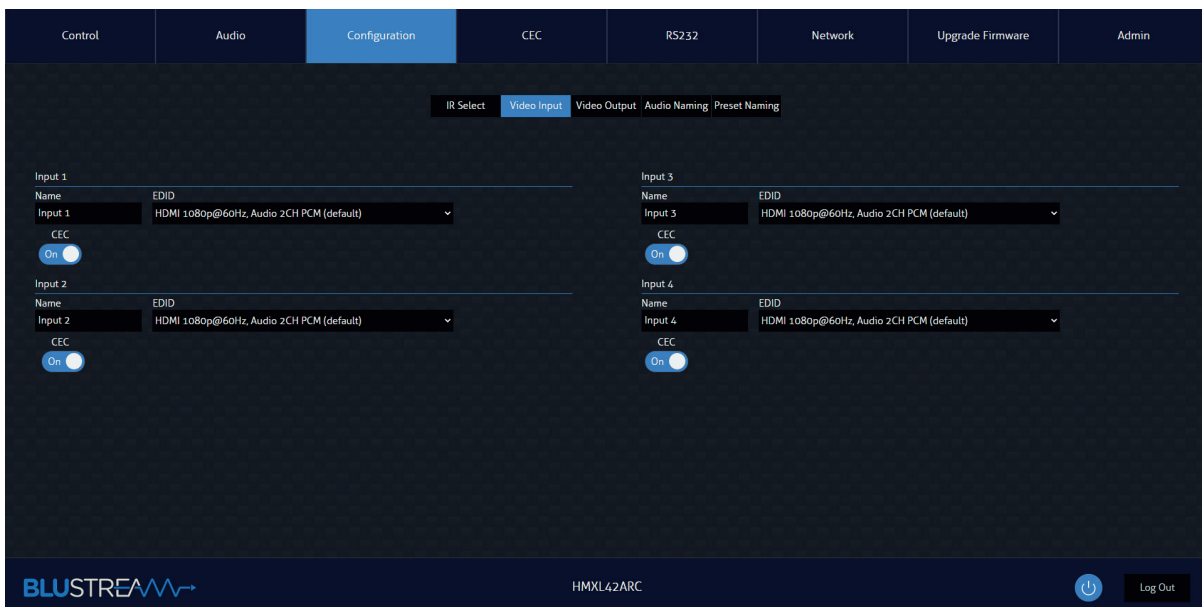 Control Audio Configuration CEC RS232 Network Upgrade Firmware Admin
IR Select Video Input Video Output Audio Naming Preset Naming
Input 1
Name EDID
Input 1 HDMI 1080p@60Hz, Audio 2CH PCM (default)
CEC
On
Input 2
Name EDID
Input 2 HDMI 1080p@60Hz, Audio 2CH PCM (default)
CEC
On
Input 3
Name EDID
Input 3 HDMI 1080p@60Hz, Audio 2CH PCM (default)
CEC
On
Input 4
Name EDID
Input 4 HDMI 1080p@60Hz, Audio 2CH PCM (default)
CEC
On
BLUSTREAM HMXL42ARC Log Out